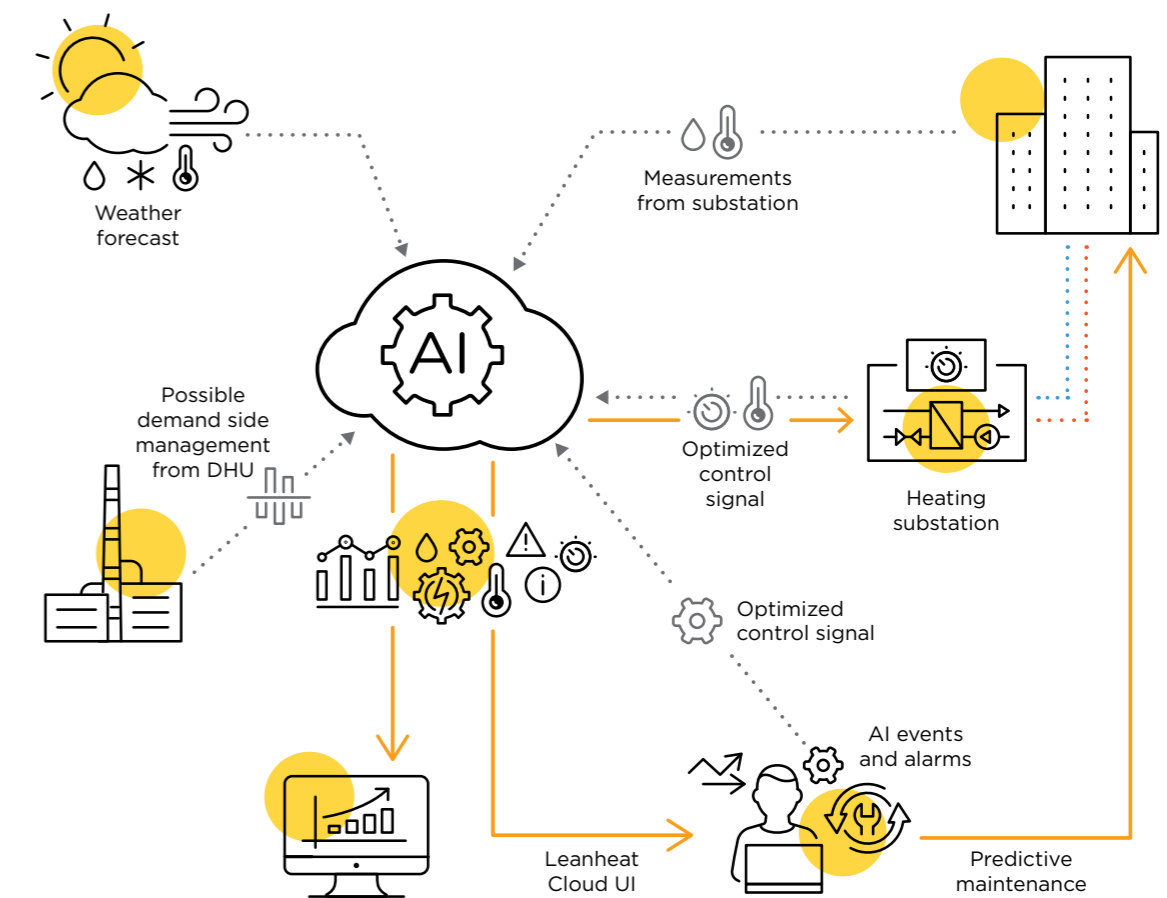 Weather
forecast
Measurements
from substation
AI
Possible
demand side
management
from DHU
Optimized
control
signal
Heating
substation
Optimized
control signal
AI events
and alarms
Leanheat
Cloud UI
Predictive
maintenance